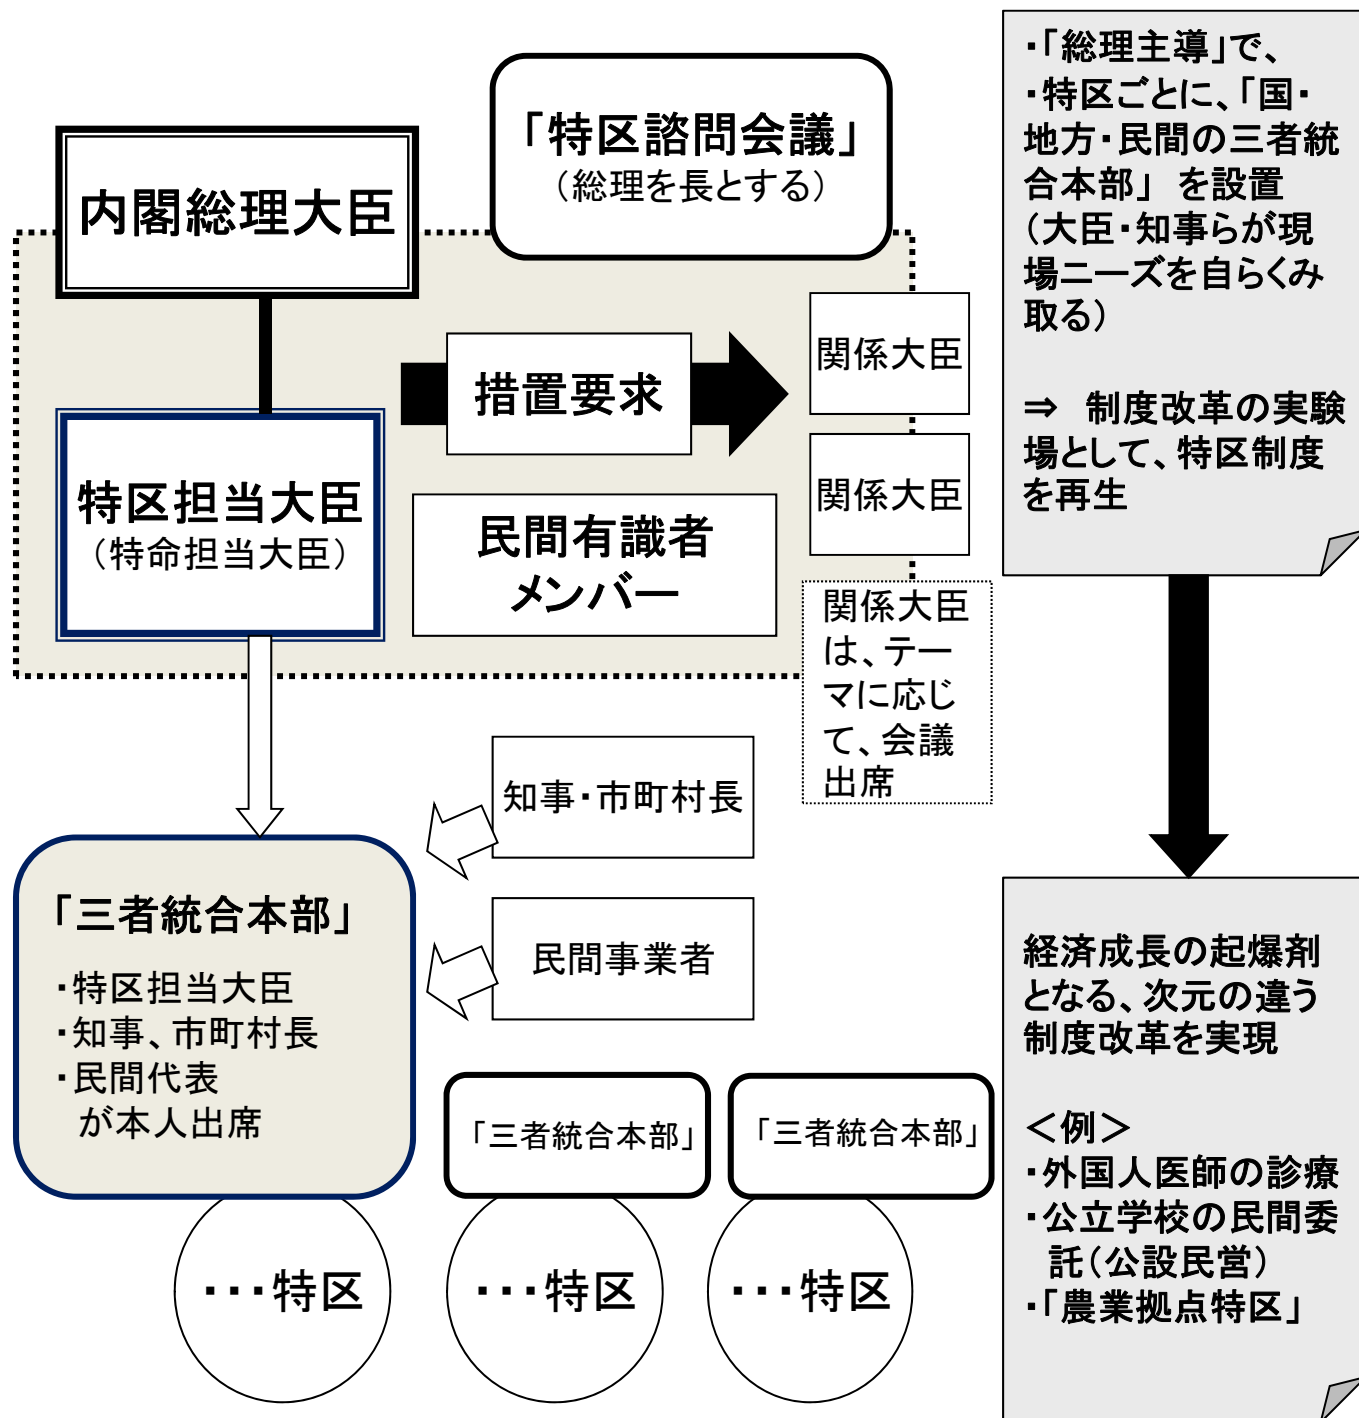 「特区諮問会議」
（総理を長とする）
内閣総理大臣
措置要求
関係大臣
関係大臣
特区担当大臣
（特命担当大臣）
民間有識者
メンバー
関係大臣
は、テー
マに応じ
て、会議
出席
知事・市町村長
民間事業者
「三者統合本部」
・特区担当大臣
・知事、市町村長
・民間代表
が本人出席
「三者統合本部」
「三者統合本部」
・・・特区
・・・特区
・・・特区
・「総理主導」で、
・特区ごとに、「国・
地方・民間の三者統
合本部」 を設置
（大臣・知事らが現
場ニーズを自らくみ
取る）
⇒ 制度改革の実験
場として、特区制度
を再生
経済成長の起爆剤
となる、次元の違う
制度改革を実現
＜例＞
・外国人医師の診療
・公立学校の民間委
託（公設民営）
・「農業拠点特区」